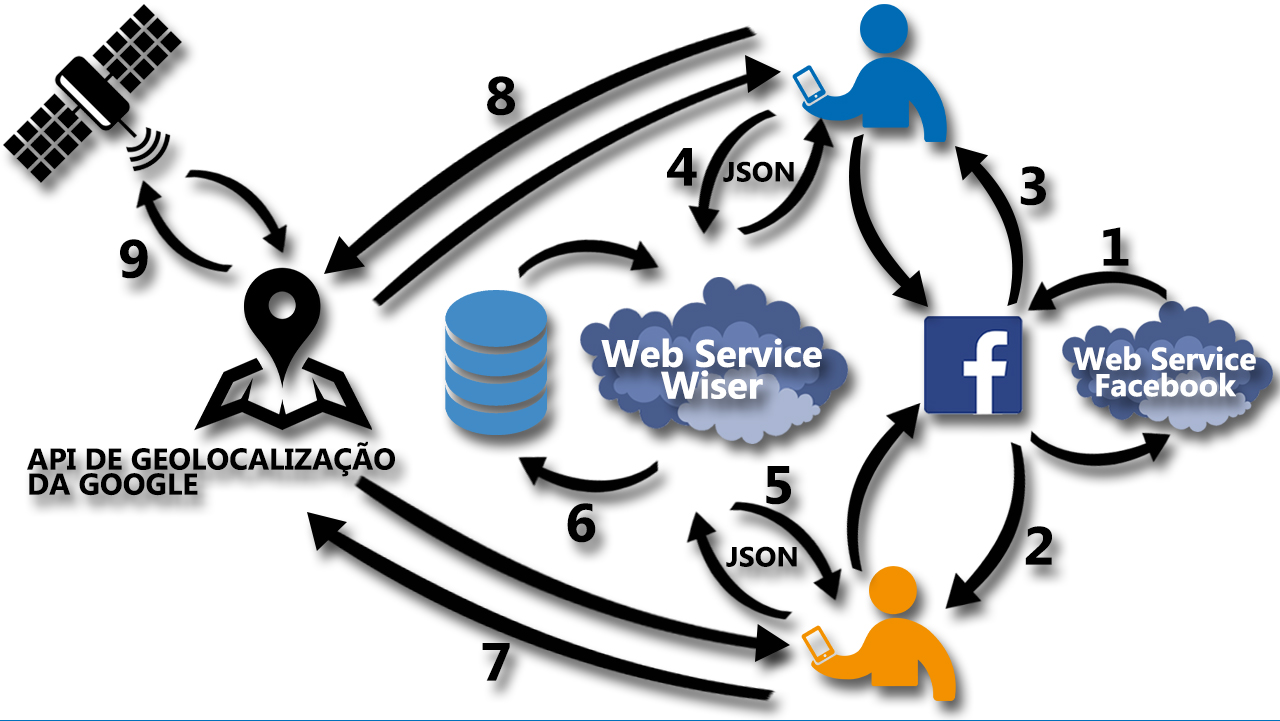 8
4
JSON
3
9
1
Web Service
Wiser
f
Web Service
Facebook
API DE GEOLOCALIZAÇÃO
DA GOOGLE
5
6
JSON
2
7